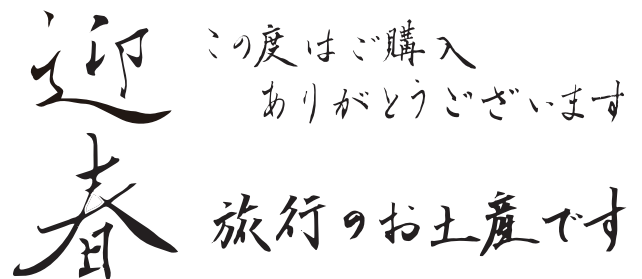 迎春
この度はご購入
ありがとうございます
旅行のお土産です